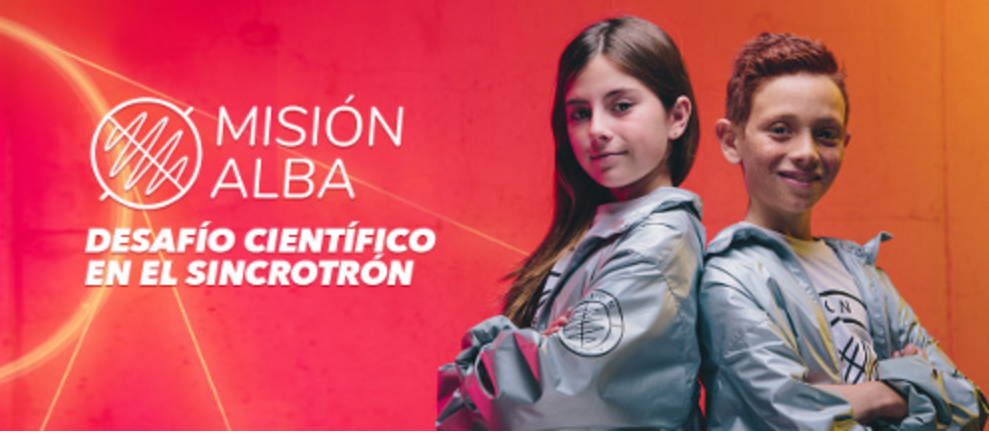 MISIÓN
ALBA
DESAFÍO CIENTÍFICO
EN EL SINCROTRÓN